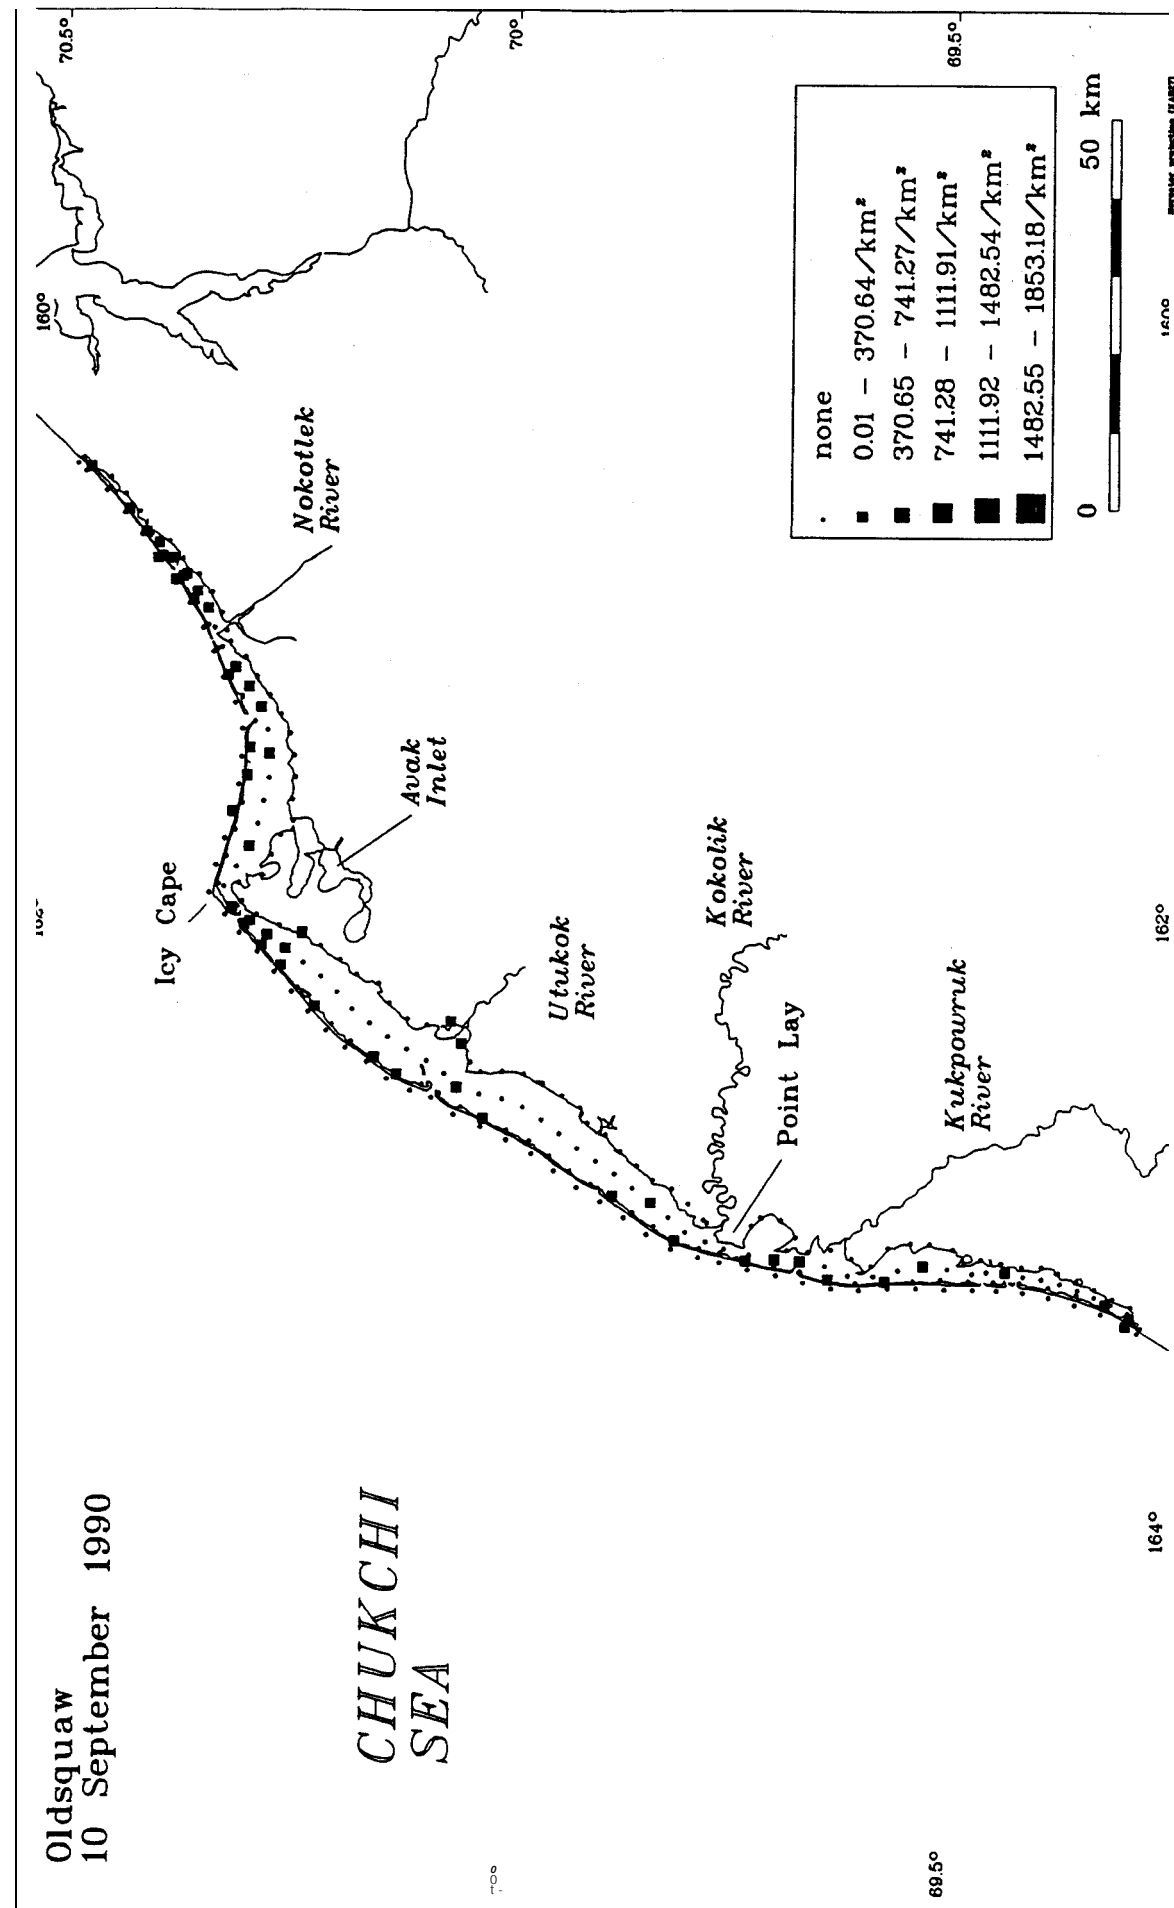 Oldsquaw
10 September 1990
CHUKCHI
SEA
Icy Cape
Nokotlek
River
Avak
Inlet
Utukok
River
Kokolik
River
Point Lay
Kukpowruk
River
none
0.01 - 370.64/km²
370.65 - 741.27/km²
741.28 - 1111.91/km²
1111.92 - 1482.54/km²
1482.55 - 1853.18/km²
0 50 km
70.5°
70°
69.5°
160°
160°
162°
164°
69.5°